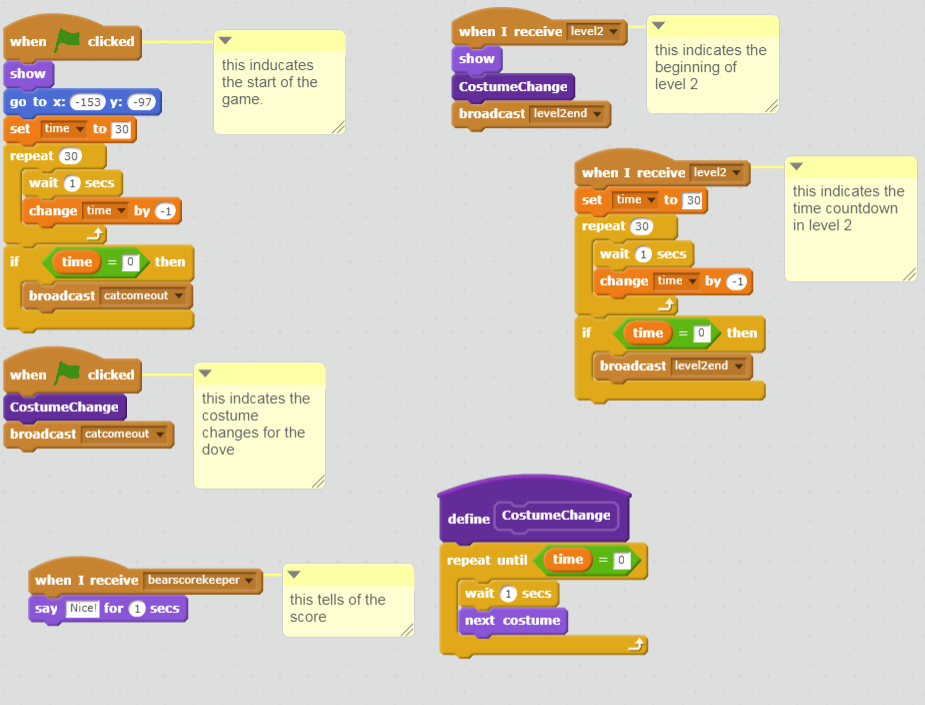 when clicked
show
go to x: -153 y: -97
set time to 30
repeat 30
wait 1 secs
change time by -1
if time = 0 then
broadcast catcomeout
this inducates
the start of the
game.
when clicked
CostumeChange
broadcast catcomeout
this indcates the
costume
changes for the
dove
when I receive bearscorekeeper
say Nice! for 1 secs
this tells of the
score
when I receive level2
show
CostumeChange
broadcast level2end
this indicates the
beginning of
level 2
when I receive level2
set time to 30
repeat 30
wait 1 secs
change time by -1
if time = 0 then
broadcast level2end
this indicates the
time countdown
in level 2
define CostumeChange
repeat until time = 0
wait 1 secs
next costume